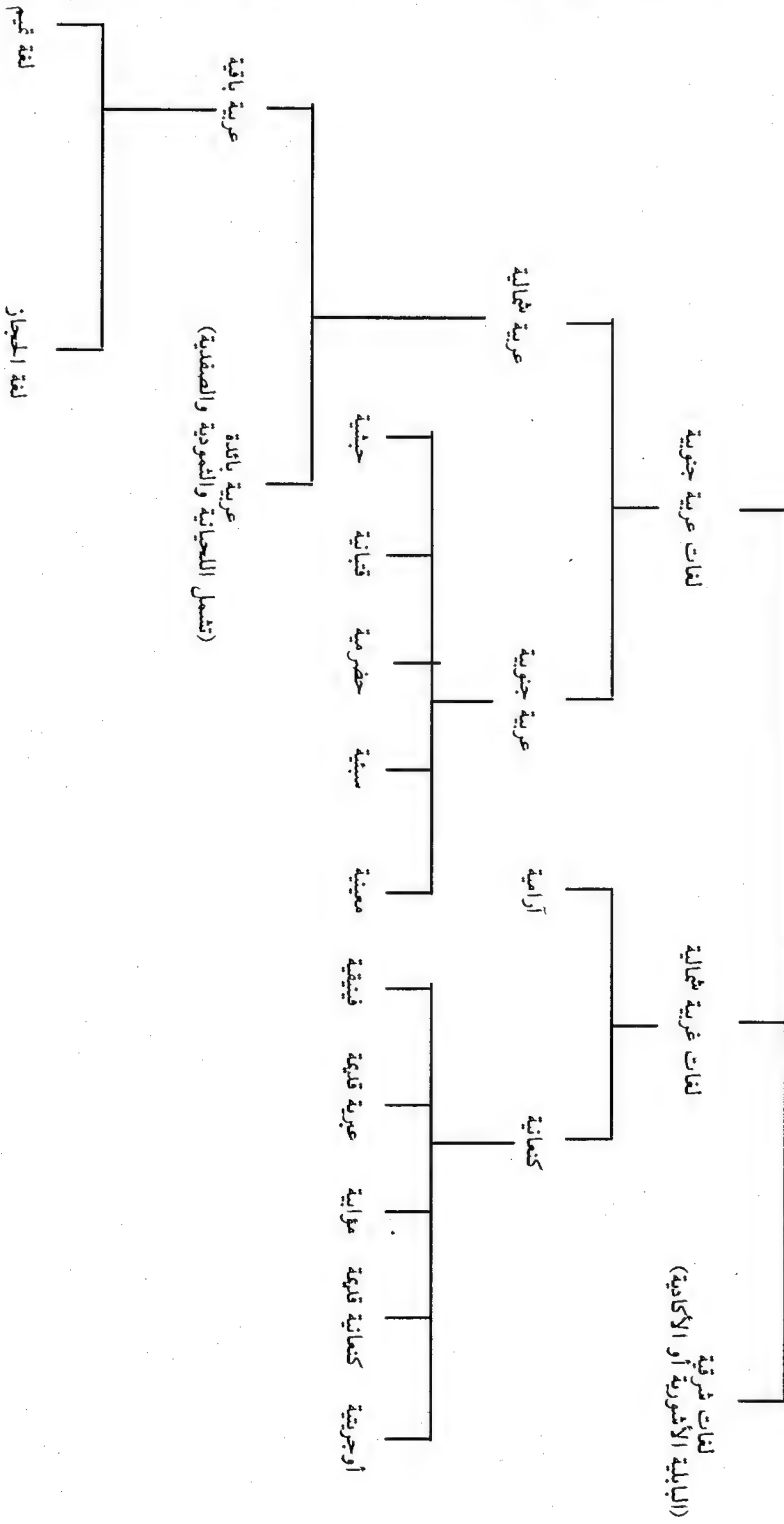 لغات شرقية
(البابلية الأشورية أو الأكادية)
لغات غربية شمالية
لغات عربية جنوبية
كنعانية
آرامية
عربية جنوبية
عربية شمالية
أوجريتية
كنعانية قديمة
مؤابية
عبرية قديمة
فينيقية
معينية
سبئية
حضرمية
قتبانية
حبشية
عربية بائدة
(تشمل اللحيانية والثمودية والصفدية)
عربية باقية
لغة الحجاز
لغة تميم